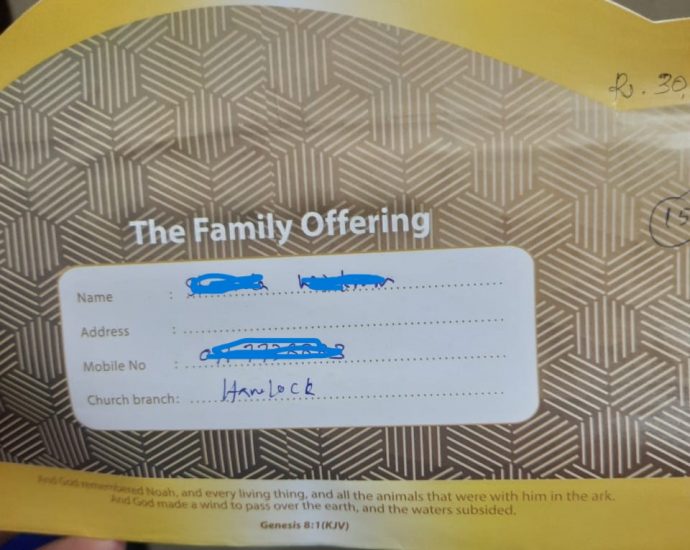 Rs. 30,
15
The Family Offering
Name :
Address :
Mobile No :
Church branch: Havlock
And God remembered Noah, and every living thing, and all the animals that were with him in the ark.
And God made a wind to pass over the earth, and the waters subsided.
Genesis 8:1(KJV)